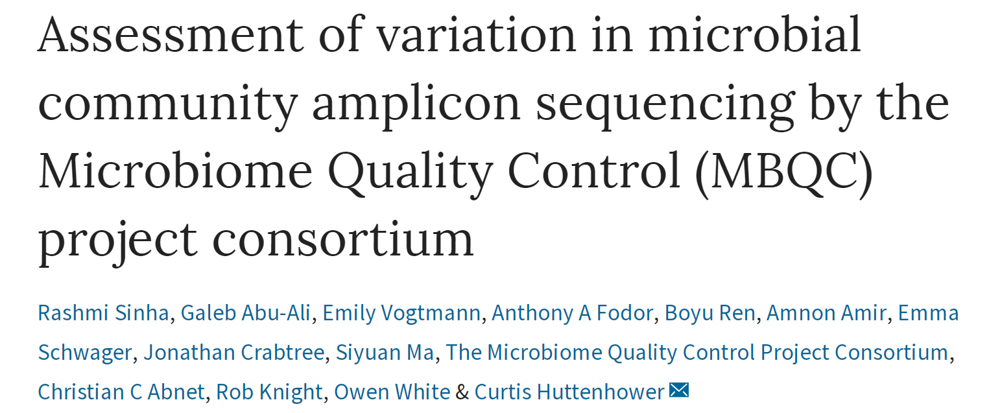 Assessment of variation in microbial
community amplicon sequencing by the
Microbiome Quality Control (MBQC)
project consortium
Rashmi Sinha, Galeb Abu-Ali, Emily Vogtmann, Anthony A Fodor, Boyu Ren, Amnon Amir, Emma
Schwager, Jonathan Crabtree, Siyuan Ma, The Microbiome Quality Control Project Consortium,
Christian C Abnet, Rob Knight, Owen White & Curtis Huttenhower